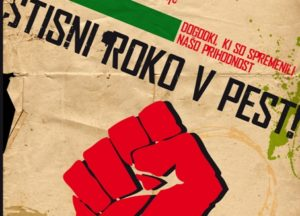 DOGODKI, KI SO SPREMENILI
NAŠO PRIHODNOST
STISNI ROKO V PEST!